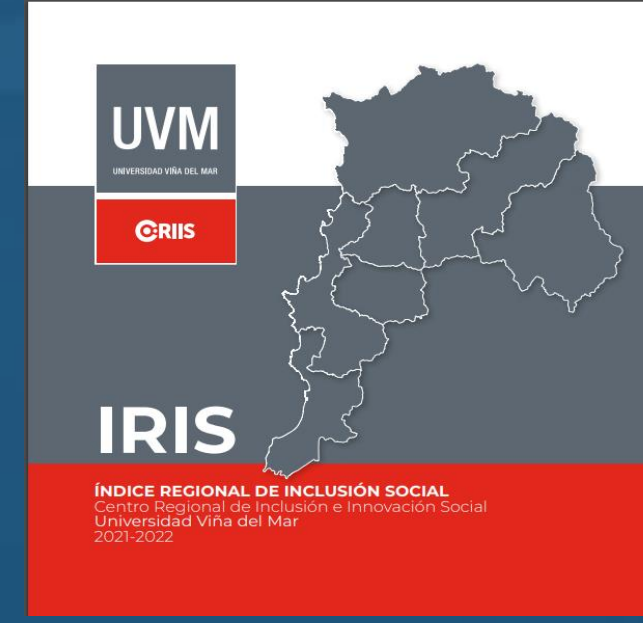 UVM
UNIVERSIDAD VIÑA DEL MAR
CRIIS
IRIS
ÍNDICE REGIONAL DE INCLUSIÓN SOCIAL
Centro Regional de Inclusión e Innovación Social
Universidad Viña del Mar
2021-2022